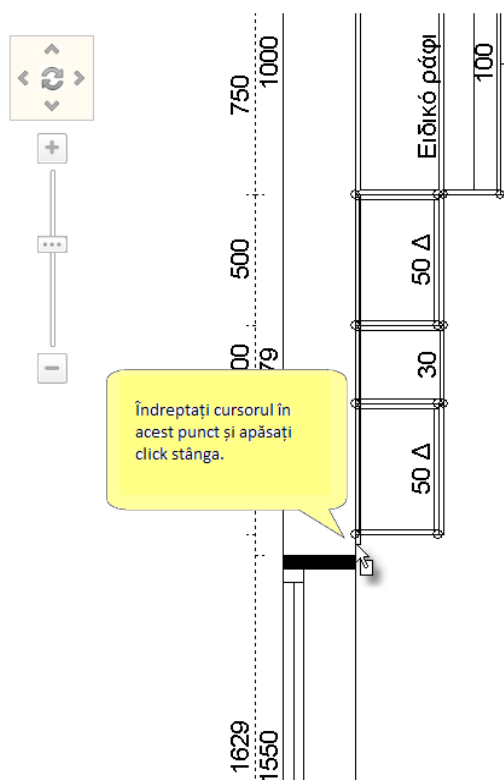 1000
750
Ειδικό ράφι
100
500
50 Δ
00
79
30
Îndreptați cursorul în
acest punct și apăsați
click stânga.
50 Δ
1629
1550